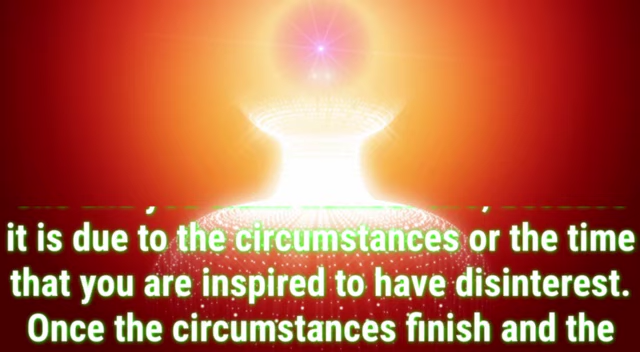 it is due to the circumstances or the time
that you are inspired to have disinterest.
Once the circumstances finish and the